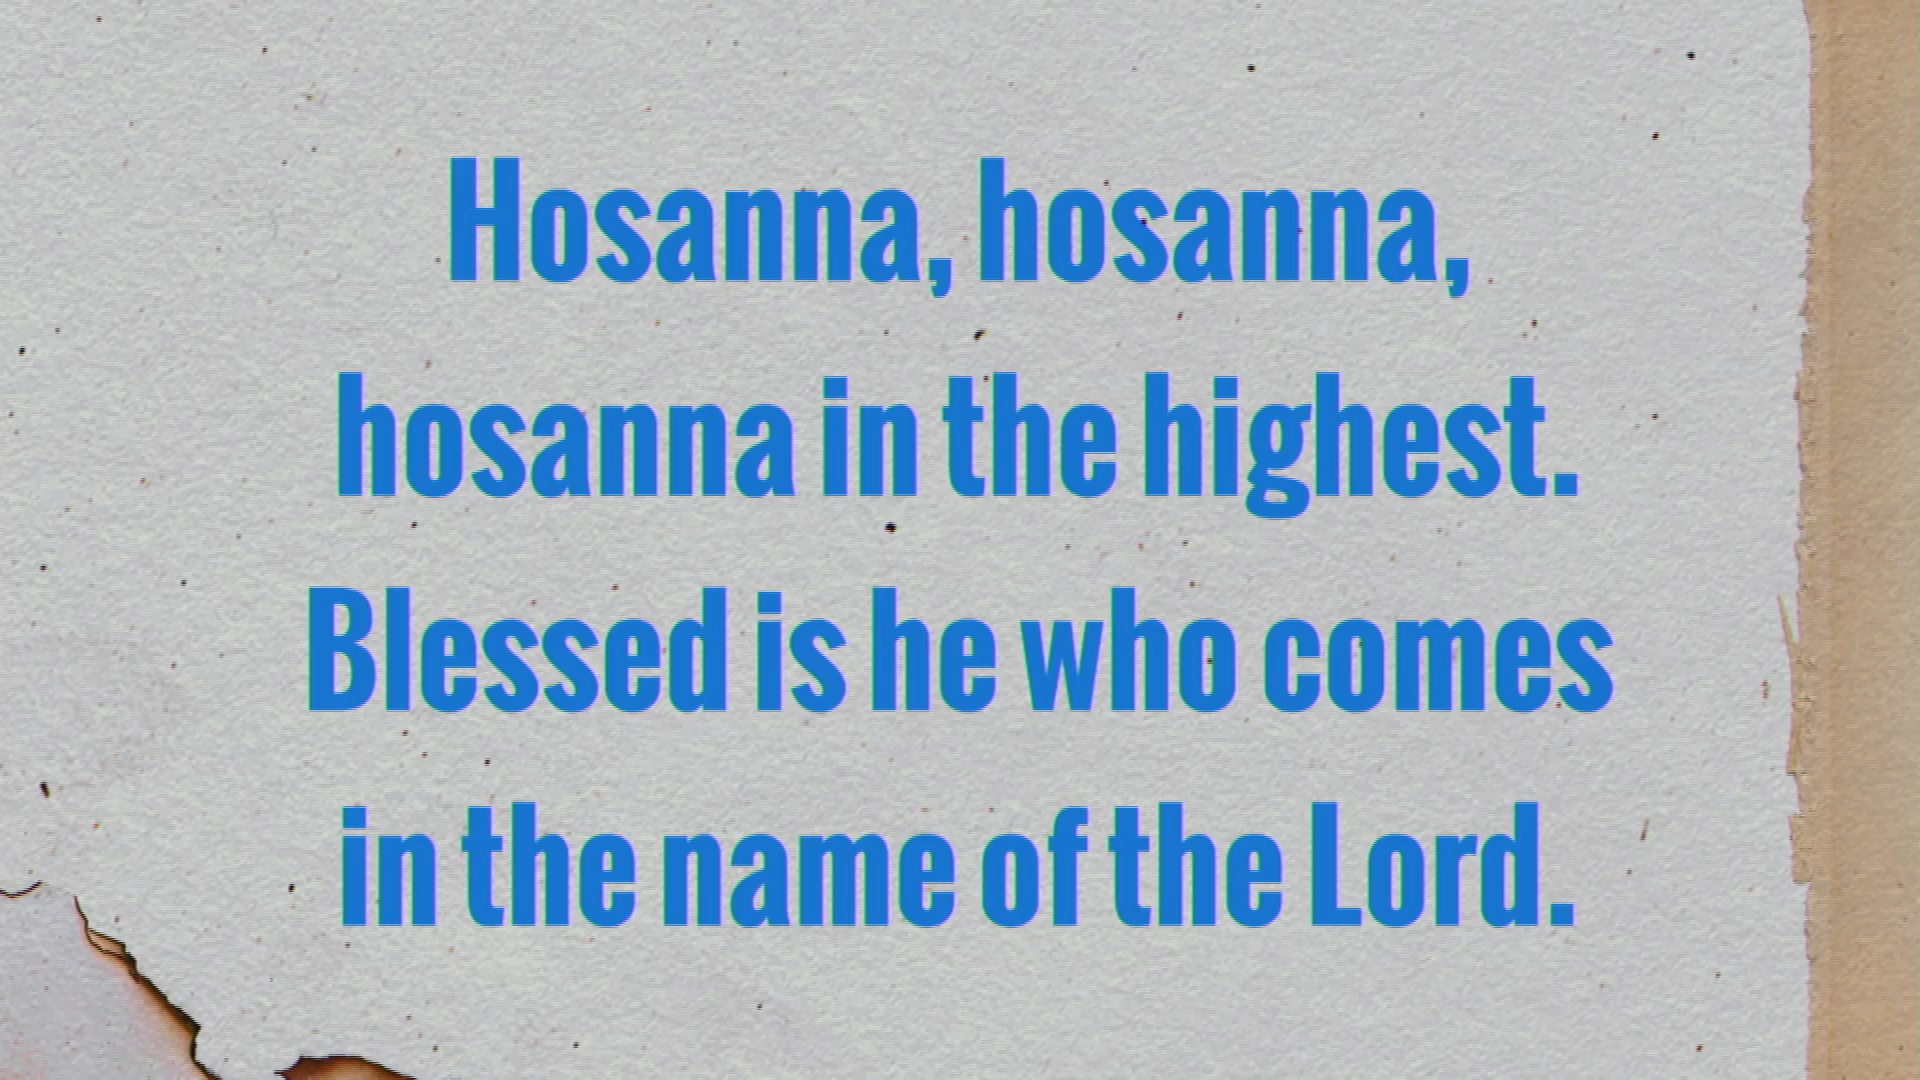 Hosanna, hosanna,
hosanna in the highest.
Blessed is he who comes
in the name of the Lord.